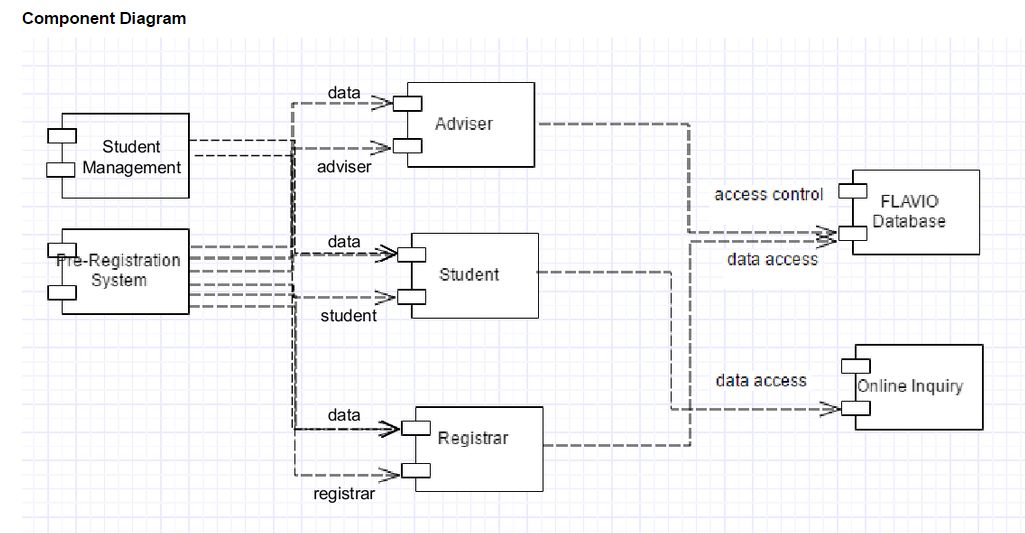 Component Diagram
data
Adviser
adviser
Student
Management
access control
FLAVIO
Database
data access
data
Pre-Registration
System
Student
student
data access
Online Inquiry
data
Registrar
registrar